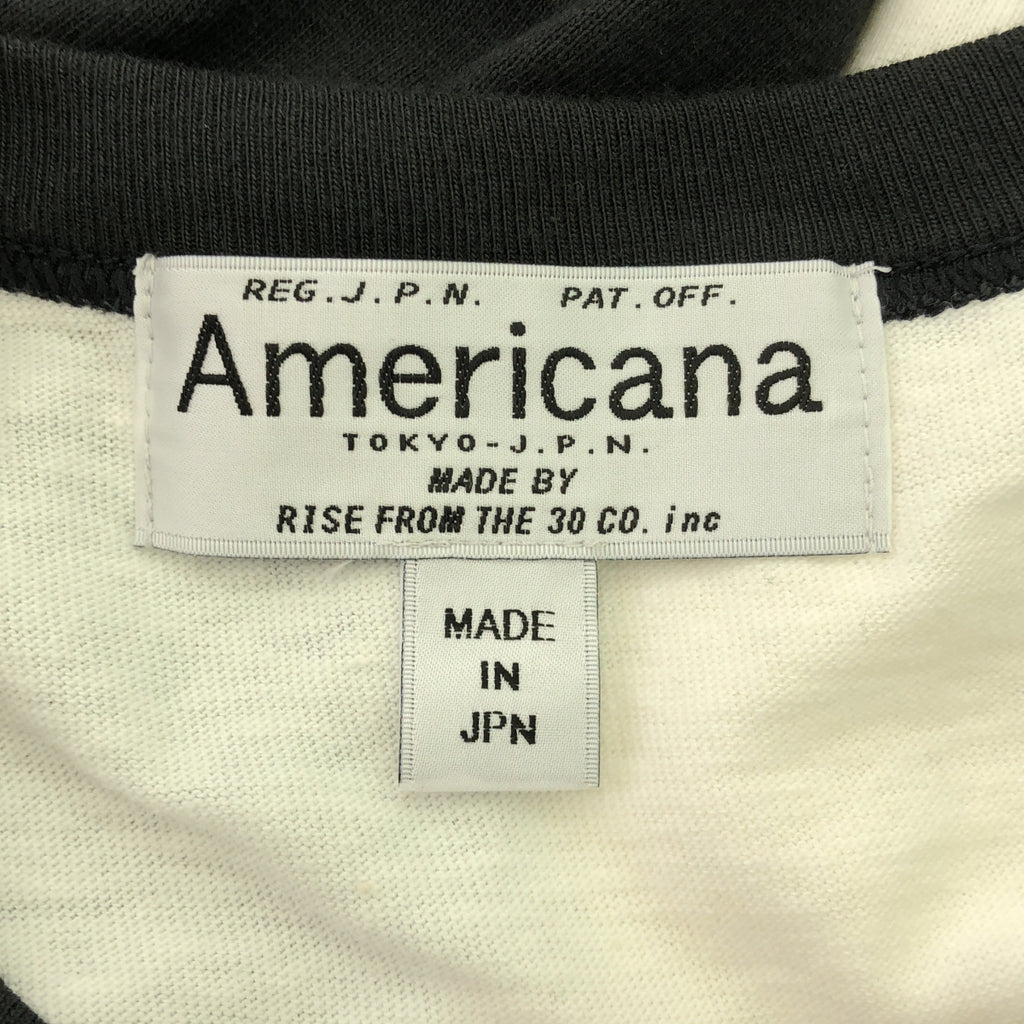 REG.J.P.N. PAT.OFF.
Americana
TOKYO-J.P.N.
MADE BY
RISE FROM THE 30 CO. inc
MADE
IN
JPN